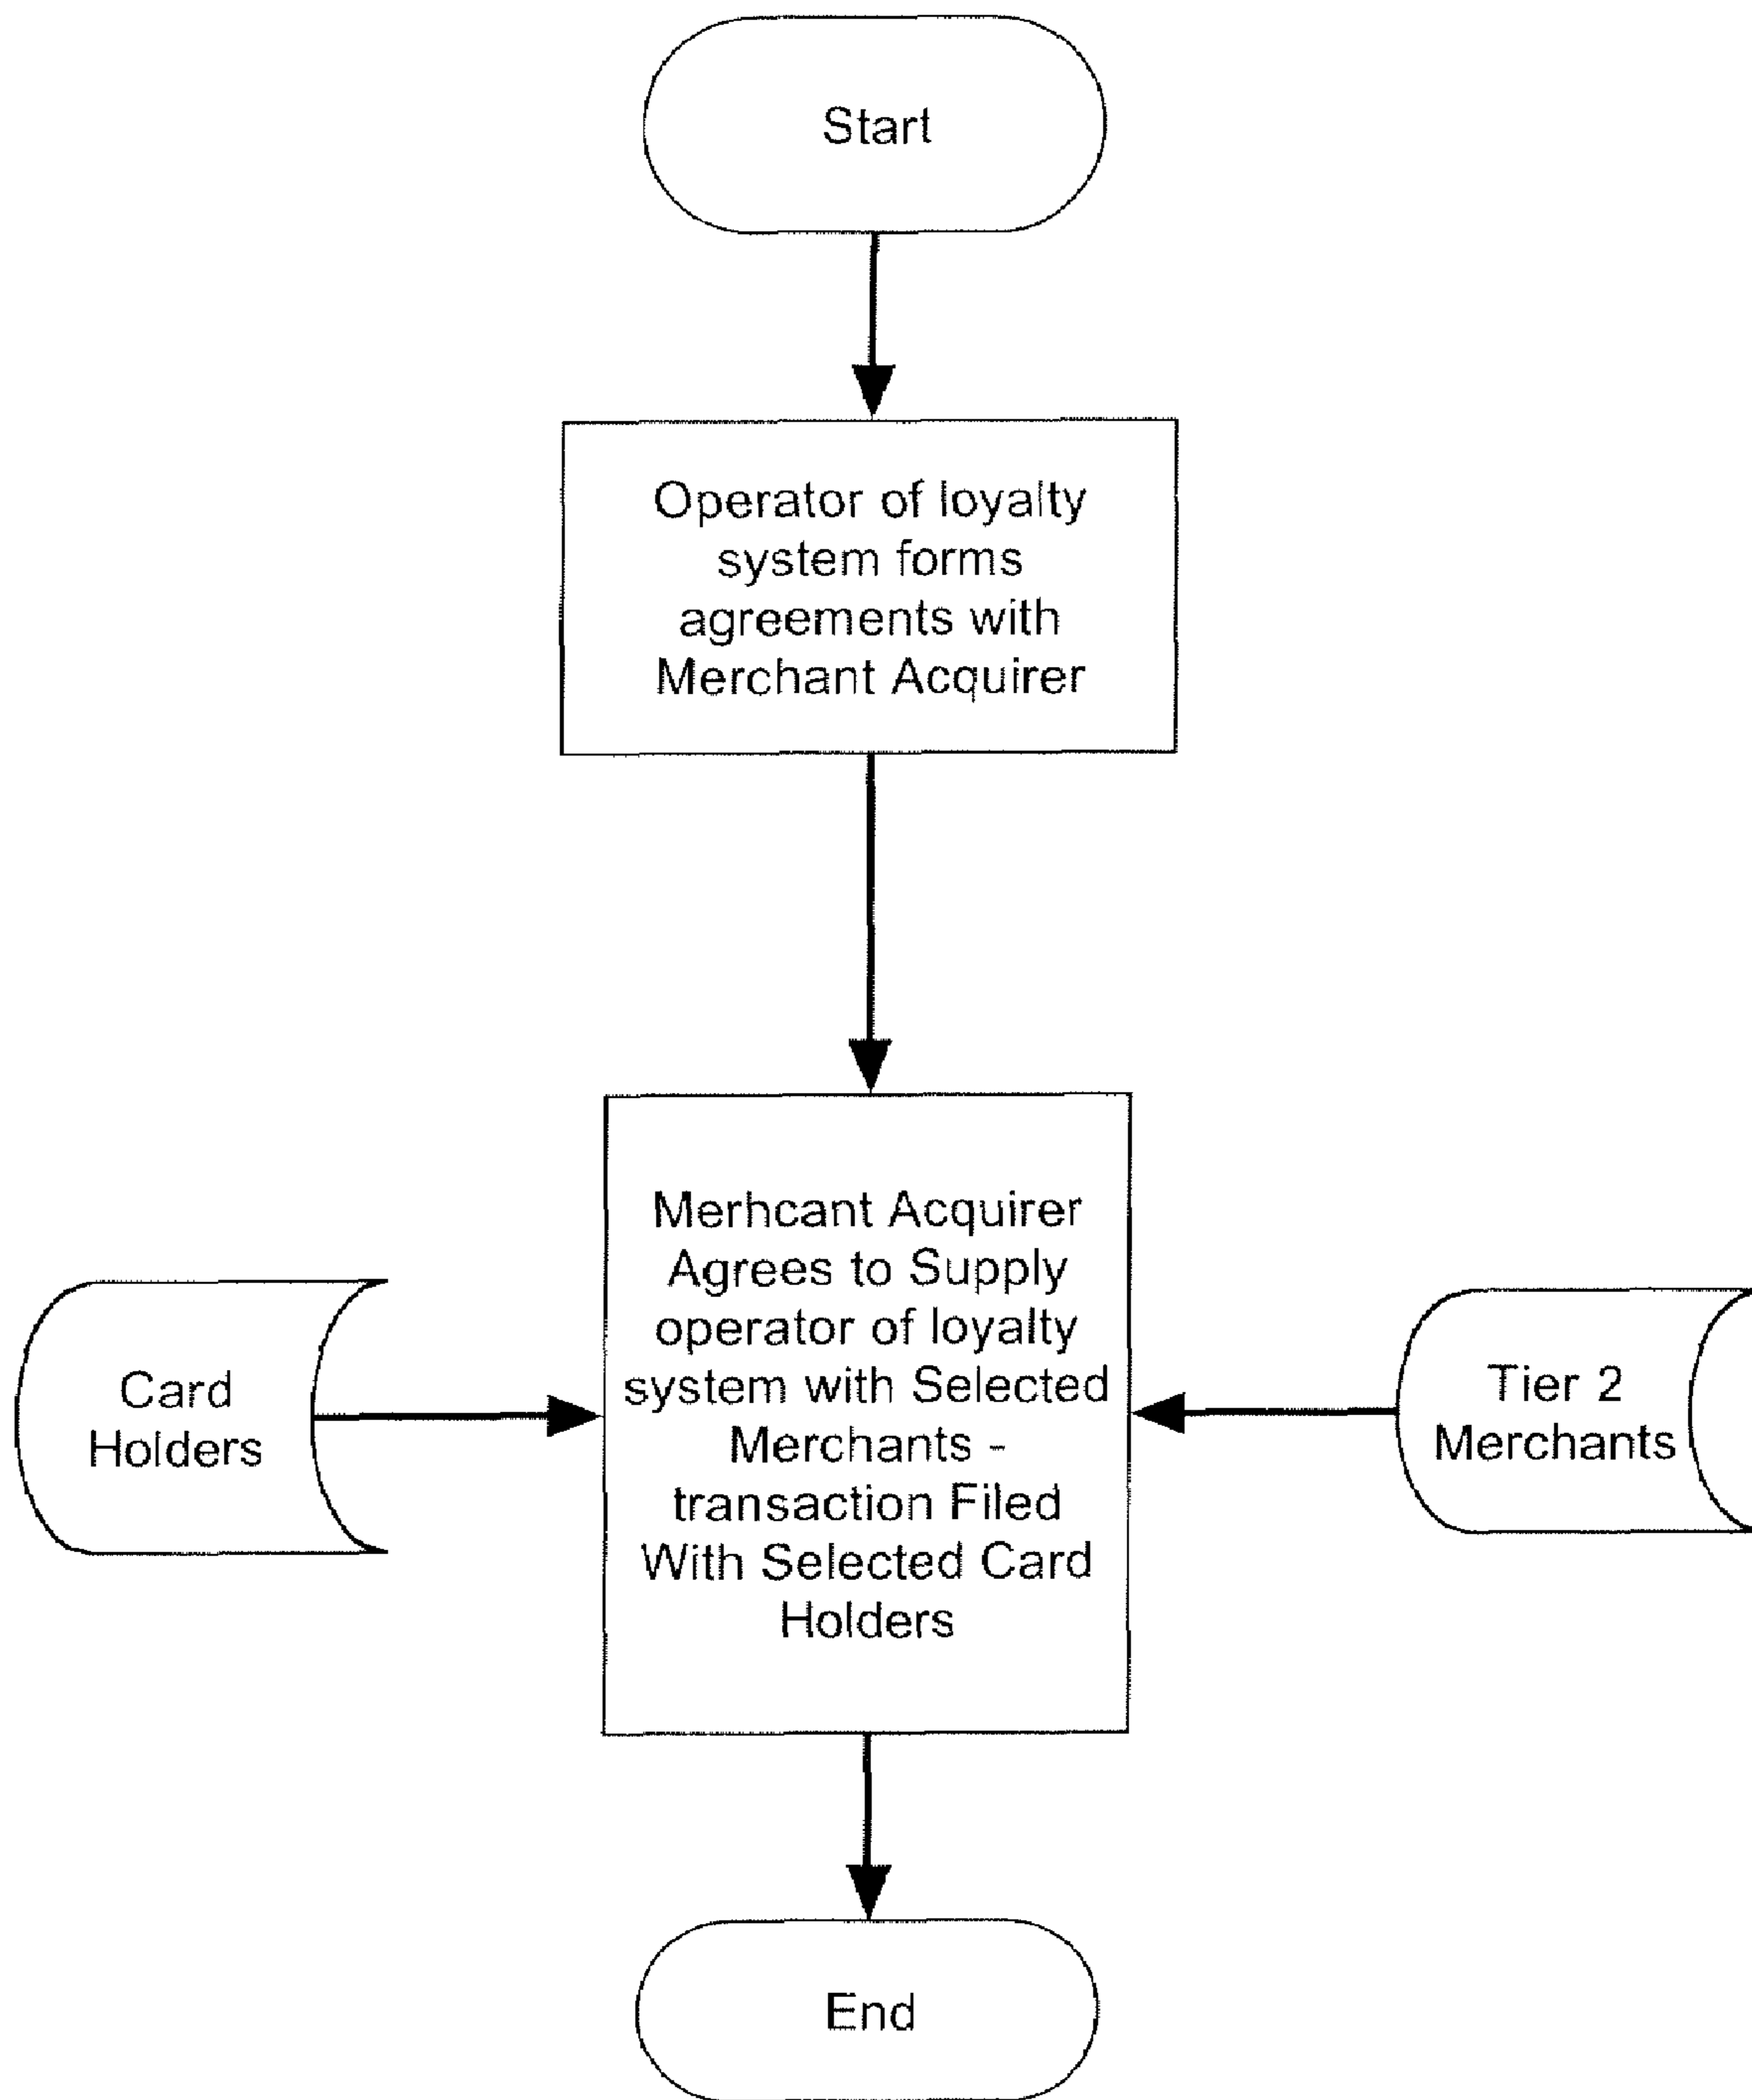 Start
Operator of loyalty
system forms
agreements with
Merchant Acquirer
Merhcant Acquirer
Agrees to Supply
operator of loyalty
system with Selected
Merchants -
transaction Filed
With Selected Card
Holders
Card
Holders
Tier 2
Merchants
End